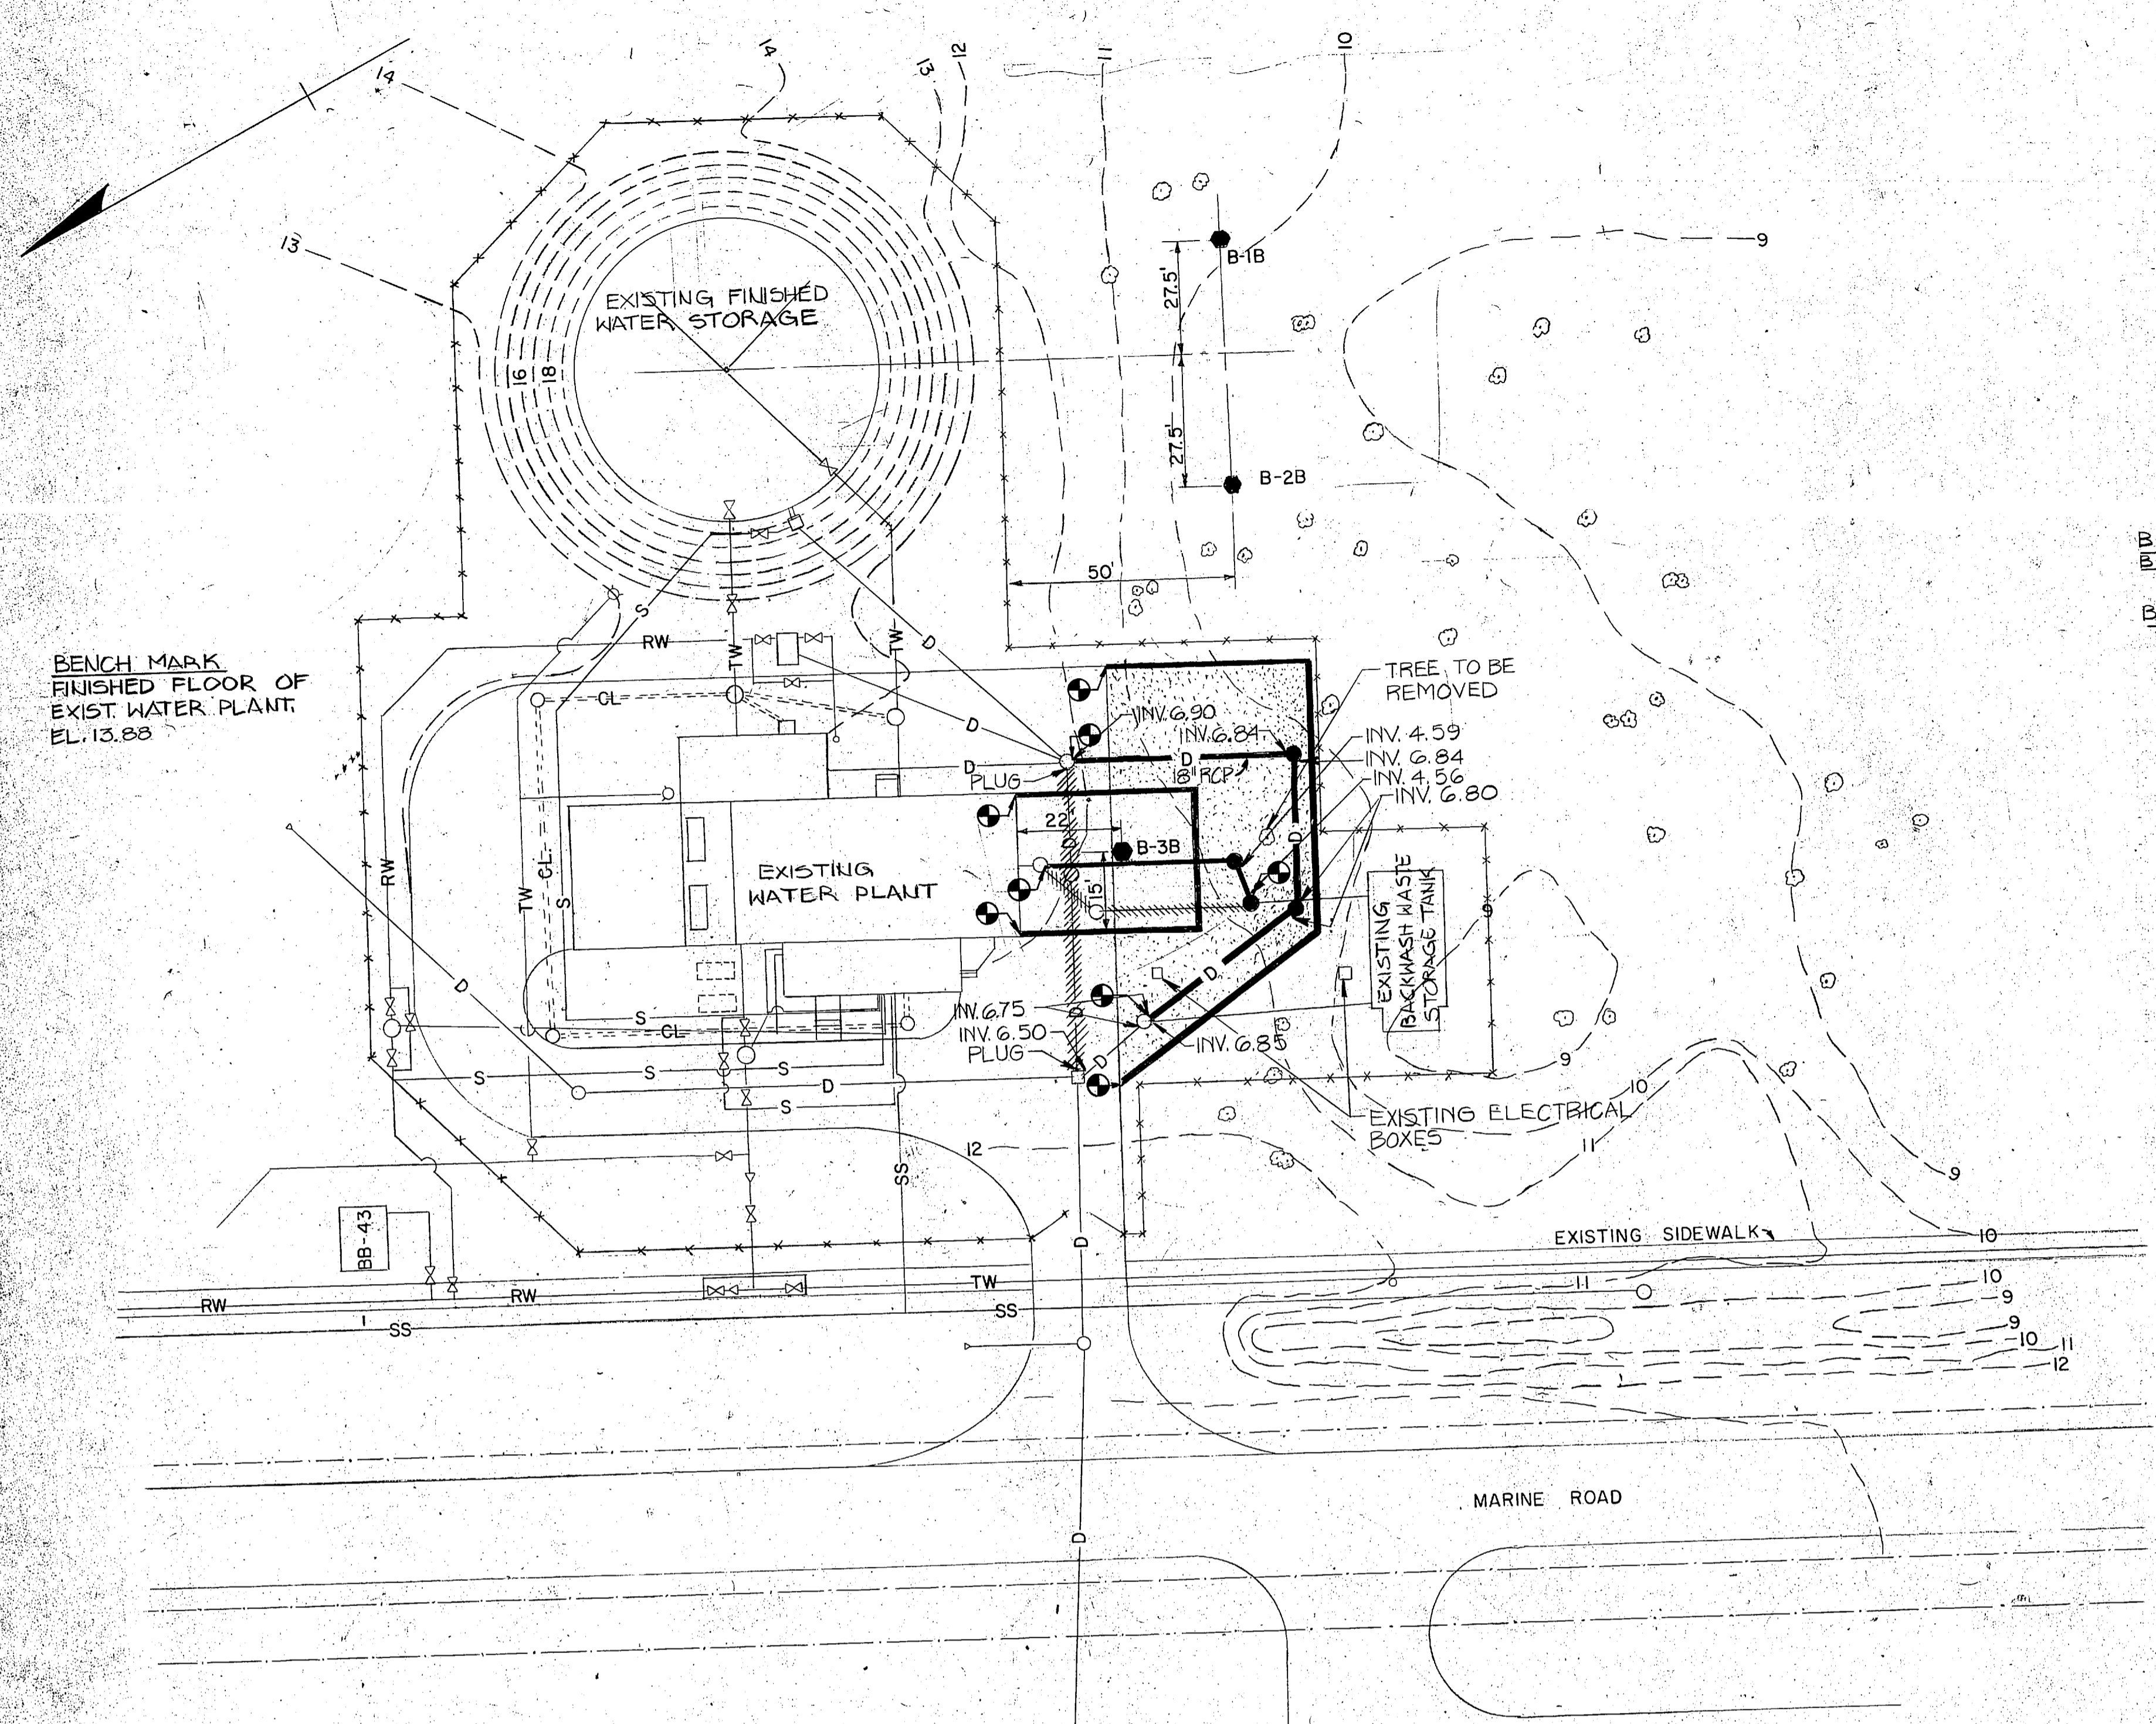 14
14
13
12
11
10
13
9
B-1B
27.5'
EXISTING FINISHED
WATER STORAGE
16
18
27.5'
B-2B
50'
B
B
B
S
RW
TW
TW
D
BENCH MARK
FINISHED FLOOR OF
EXIST. WATER PLANT.
EL. 13.88
CL
TREE TO BE
REMOVED
INV. 6.90
D
INV. 6.84
D
INV. 4.59
INV. 6.84
INV. 4.56
INV. 6.80
D
PLUG
18" RCP
22'
D
B-3B
D
RW
TW
CL
S
EXISTING
WATER PLANT
15'
EXISTING
BACKWASH WASTE
STORAGE TANK
9
D
D
INV. 6.75
D
INV. 6.50
PLUG
D
INV. 6.85
S
CL
S
S
S
D
S
9
10
EXISTING ELECTRICAL
BOXES
11
12
9
SS
BB-43
D
EXISTING SIDEWALK
10
RW
RW
TW
11
10
9
SS
SS
9
10
11
12
MARINE ROAD
D